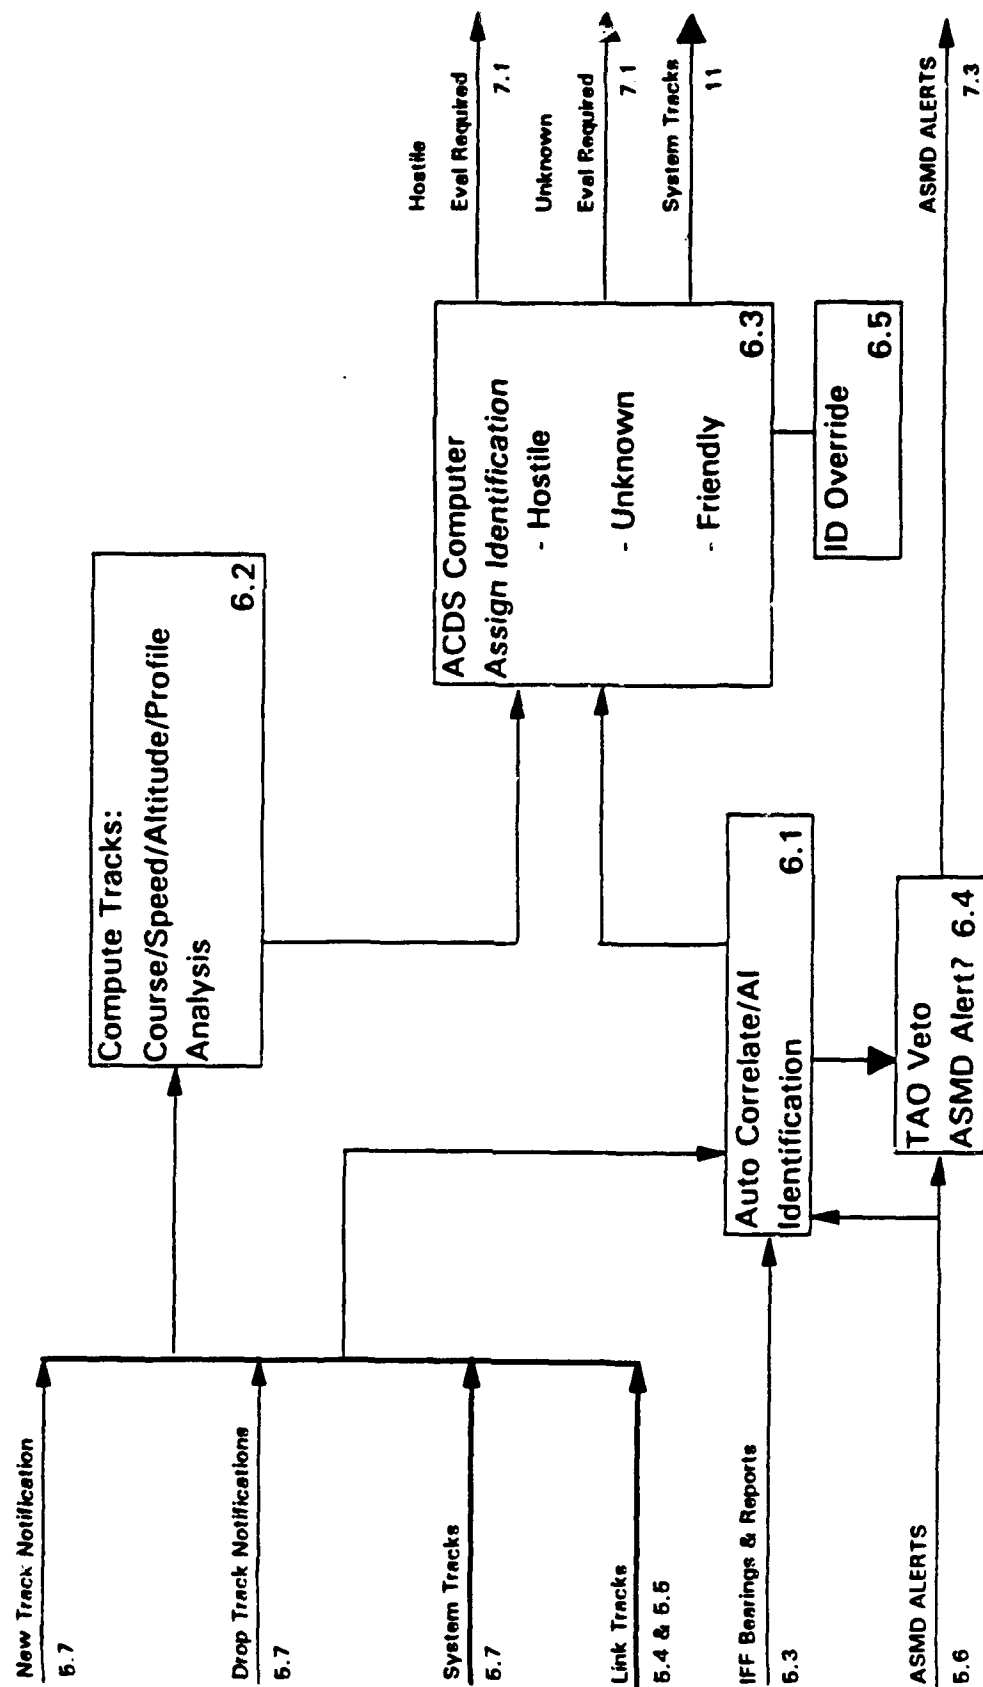 New Track Notification
5.7
Drop Track Notifications
5.7
System Tracks
5.7
Link Tracks
5.4 & 5.5
IFF Bearings & Reports
5.3
ASMD ALERTS
5.6
Compute Tracks:
Course/Speed/Altitude/Profile
Analysis
6.2
Auto Correlate/AI
Identification
6.1
TAO Veto
ASMD Alert? 6.4
ACDS Computer
Assign Identification
- Hostile
- Unknown
- Friendly
6.3
ID Override
6.5
Hostile
Eval Required
7.1
Unknown
Eval Required
7.1
System Tracks
11
ASMD ALERTS
7.3